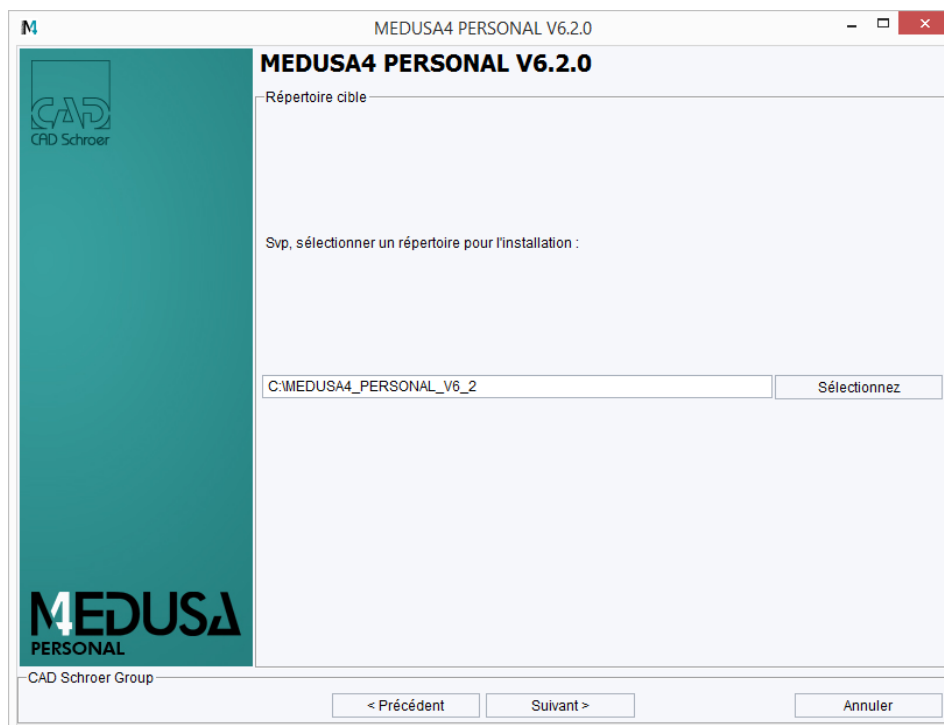 M4 MEDUSA4 PERSONAL V6.2.0
MEDUSA4 PERSONAL V6.2.0
CAD
CAD Schroer
Répertoire cible
Svp, sélectionner un répertoire pour l'installation :
C:\MEDUSA4_PERSONAL_V6_2 Sélectionnez
M4EDUSA
PERSONAL
CAD Schroer Group
< Précédent Suivant > Annuler